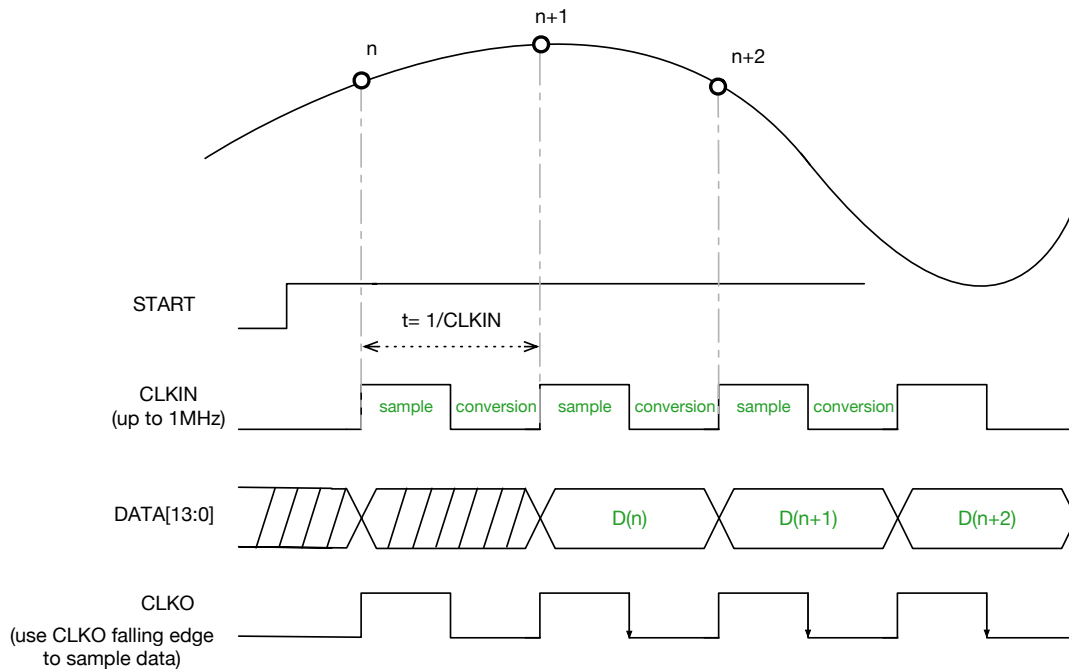 n
n+1
n+2
START
t= 1/CLKIN
CLKIN
(up to 1MHz)
sample
conversion
sample
conversion
sample
conversion
DATA[13:0]
D(n)
D(n+1)
D(n+2)
CLKO
(use CLKO falling edge
to sample data)